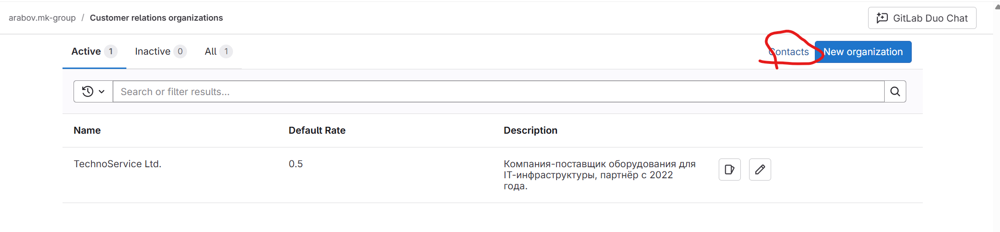 arabov.mk-group / Customer relations organizations
GitLab Duo Chat
Active 1 Inactive 0 All 1
Contacts
New organization
Search or filter results...
Name Default Rate Description
TechnoService Ltd. 0.5 Компания-поставщик оборудования для
IT-инфраструктуры, партнёр с 2022
года.